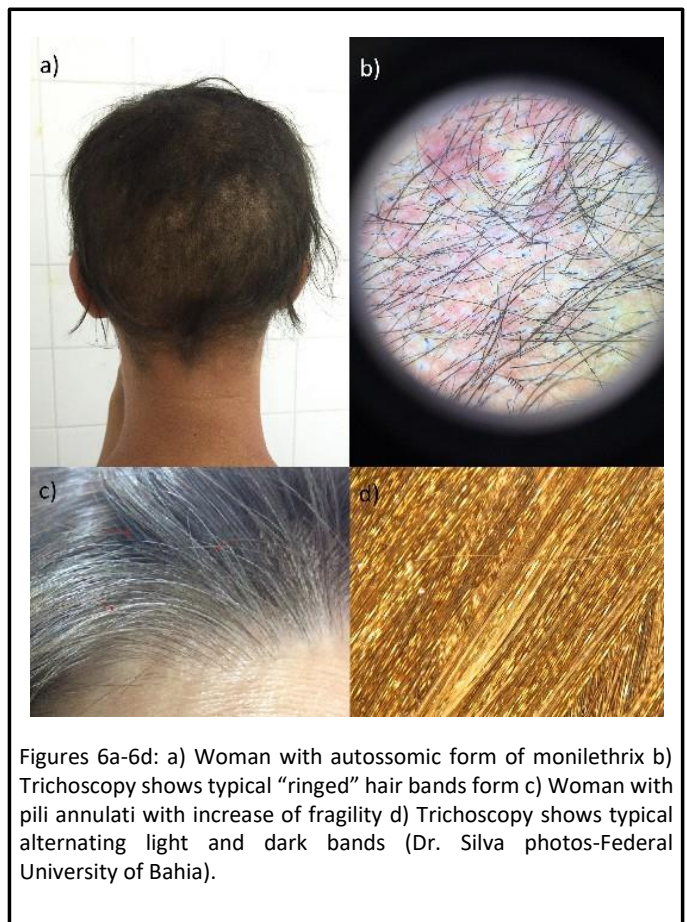 a)
b)
c)
d)
Figures 6a-6d: a) Woman with autossomic form of monilethrix b)
Trichoscopy shows typical “ringed” hair bands form c) Woman with
pili annulati with increase of fragility d) Trichoscopy shows typical
alternating light and dark bands (Dr. Silva photos-Federal
University of Bahia).